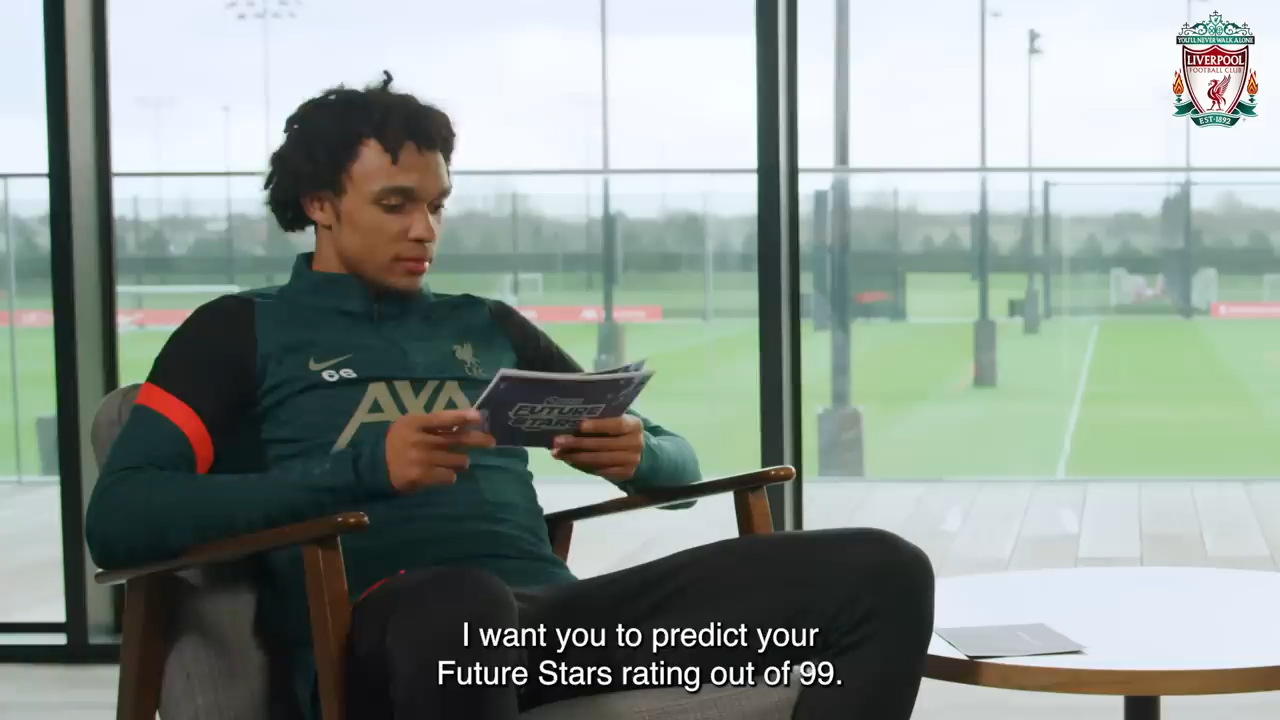 YOU'LL NEVER WALK ALONE
LIVERPOOL
FOOTBALL CLUB
EST·1892
66
AXA
FUTURE
STARS
I want you to predict your
Future Stars rating out of 99.